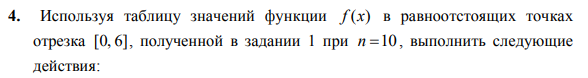 4. Используя таблицу значений функции f(x) в равноотстоящих точках
отрезка [0, 6], полученной в задании 1 при n=10, выполнить следующие
действия: